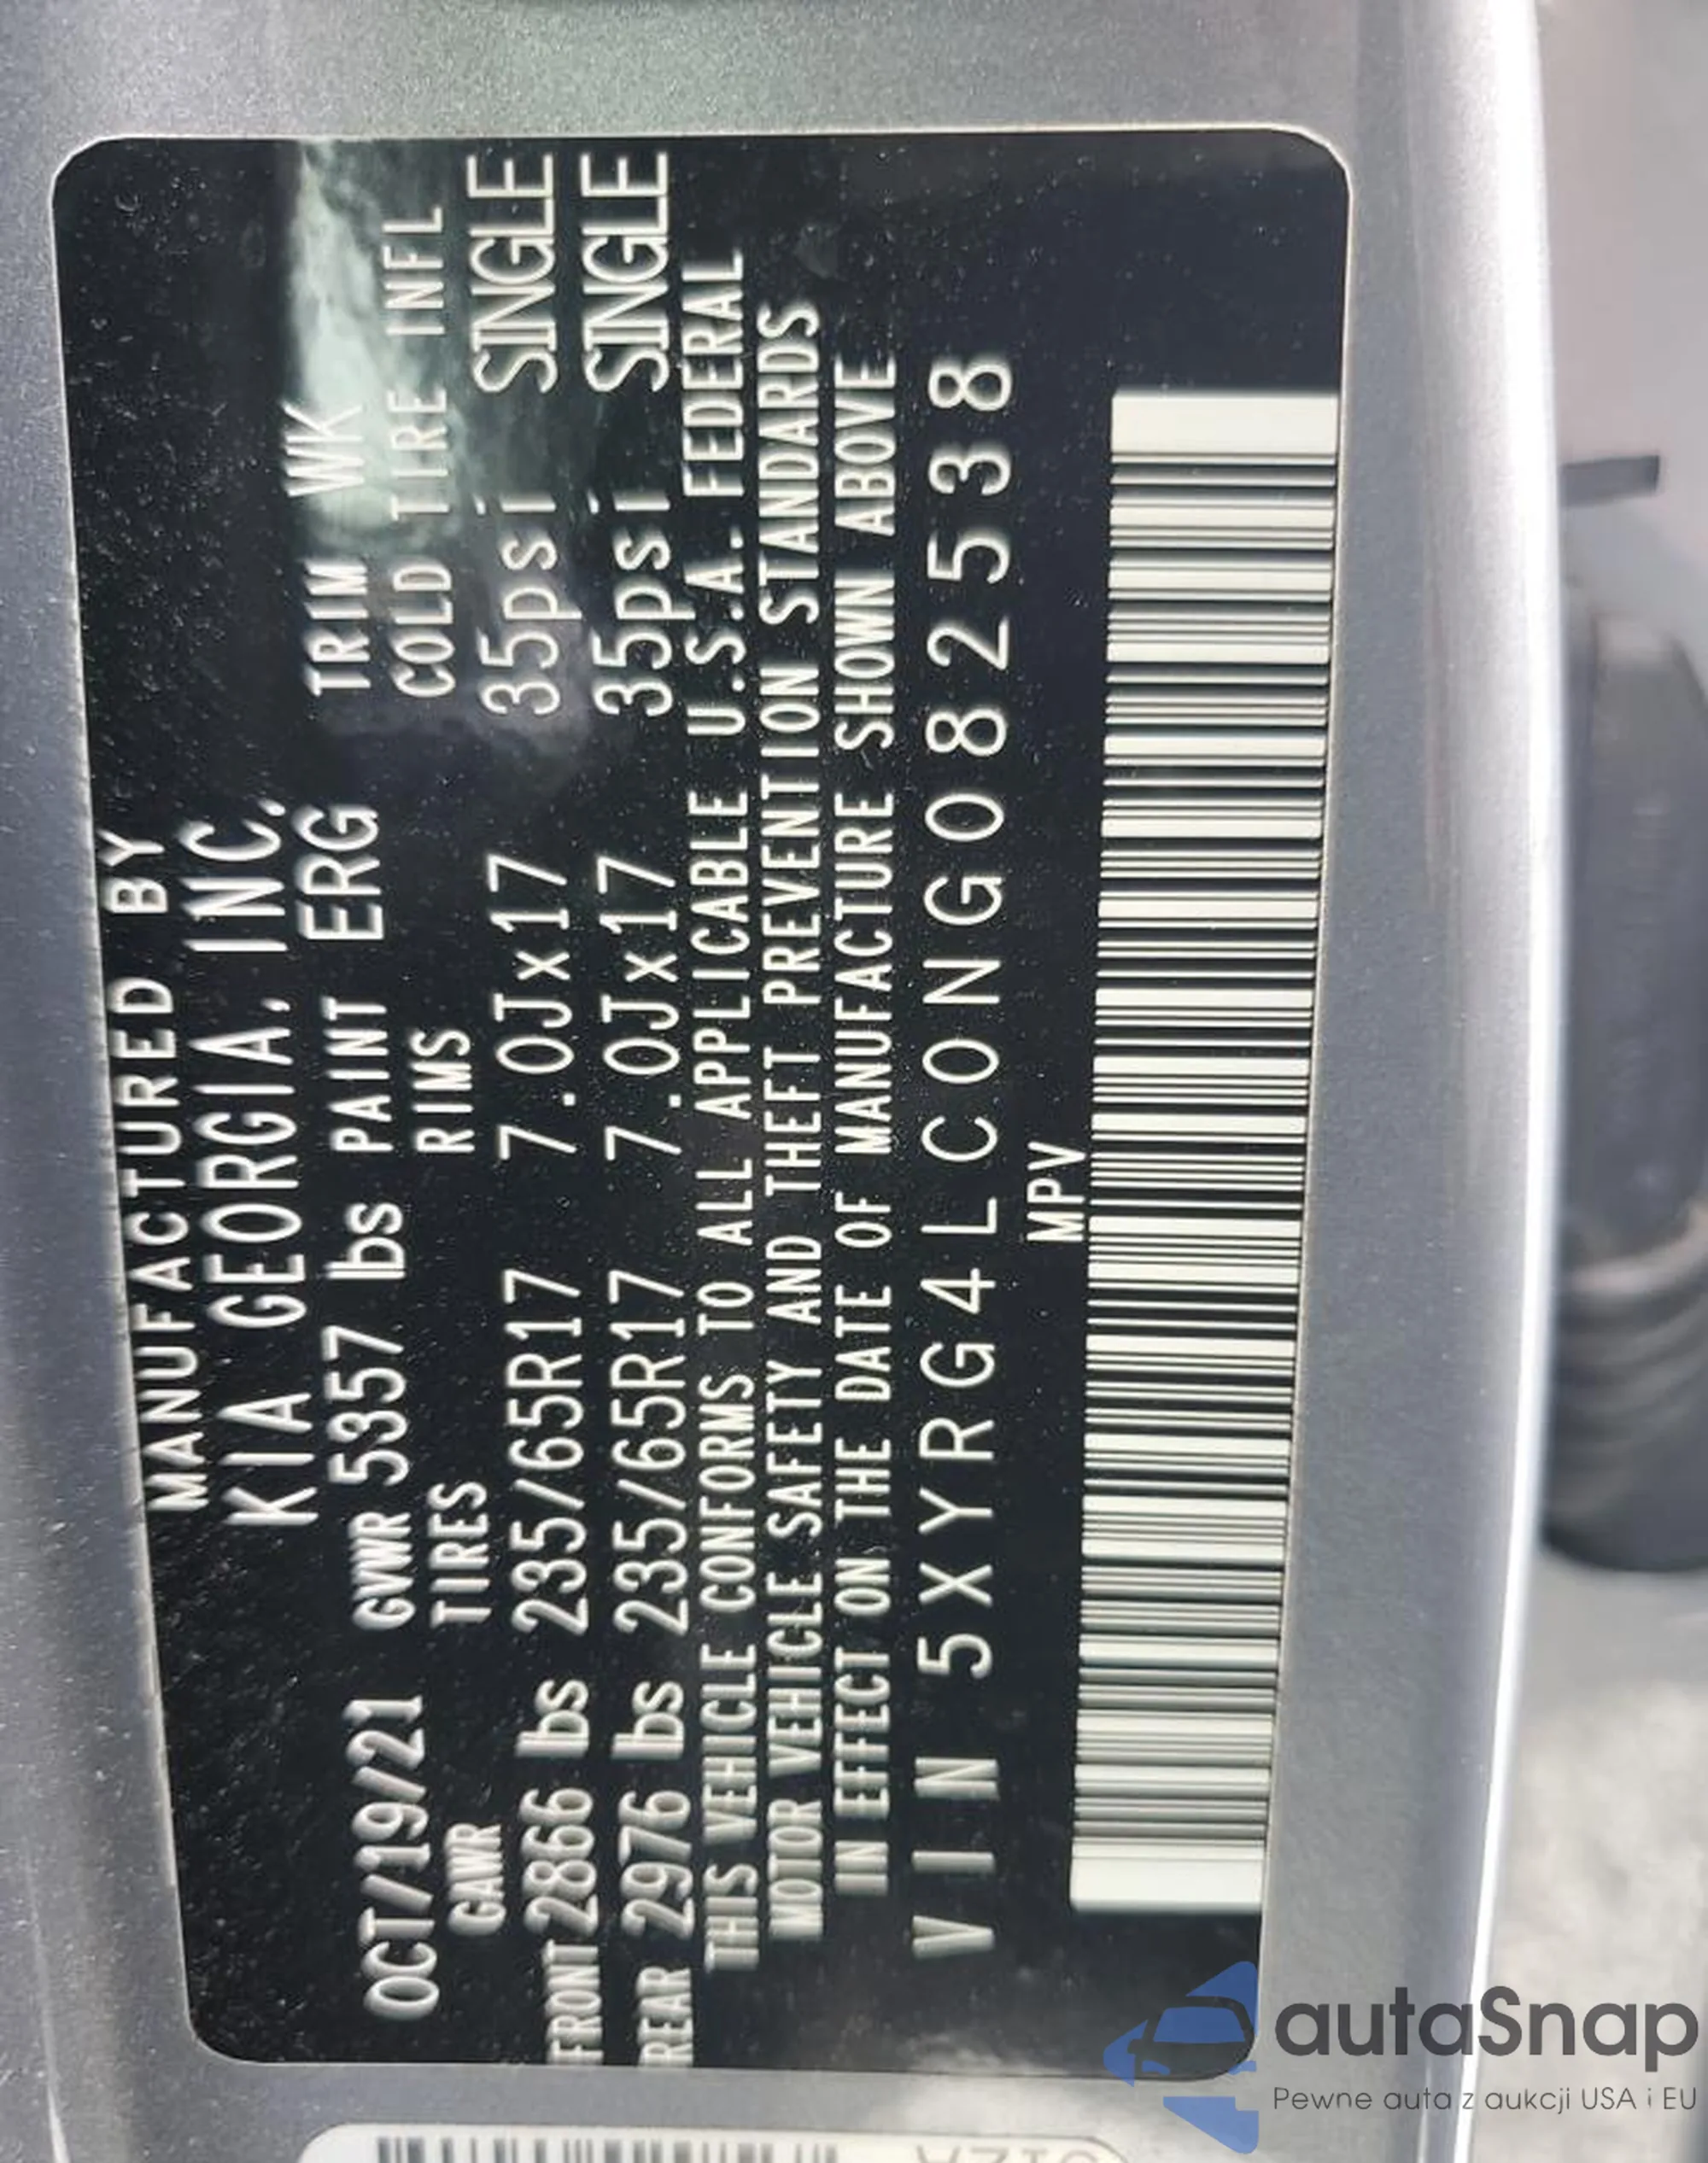 MANUFACTURED BY
KIA GEORGIA, INC.
OCT/19/21 GVWR 5357 lbs PAINT ERG TRIM WK
GAWR TIRES RIMS COLD TIRE INFL
FRONT 2866 lbs 235/65R17 7.0Jx17 35psi SINGLE
REAR 2976 lbs 235/65R17 7.0Jx17 35psi SINGLE
THIS VEHICLE CONFORMS TO ALL APPLICABLE U.S.A. FEDERAL
MOTOR VEHICLE SAFETY AND THEFT PREVENTION STANDARDS
IN EFFECT ON THE DATE OF MANUFACTURE SHOWN ABOVE
VIN 5XYRG4LC0NG082538
MPV
autaSnap
Pewne auta z aukcji USA i EU